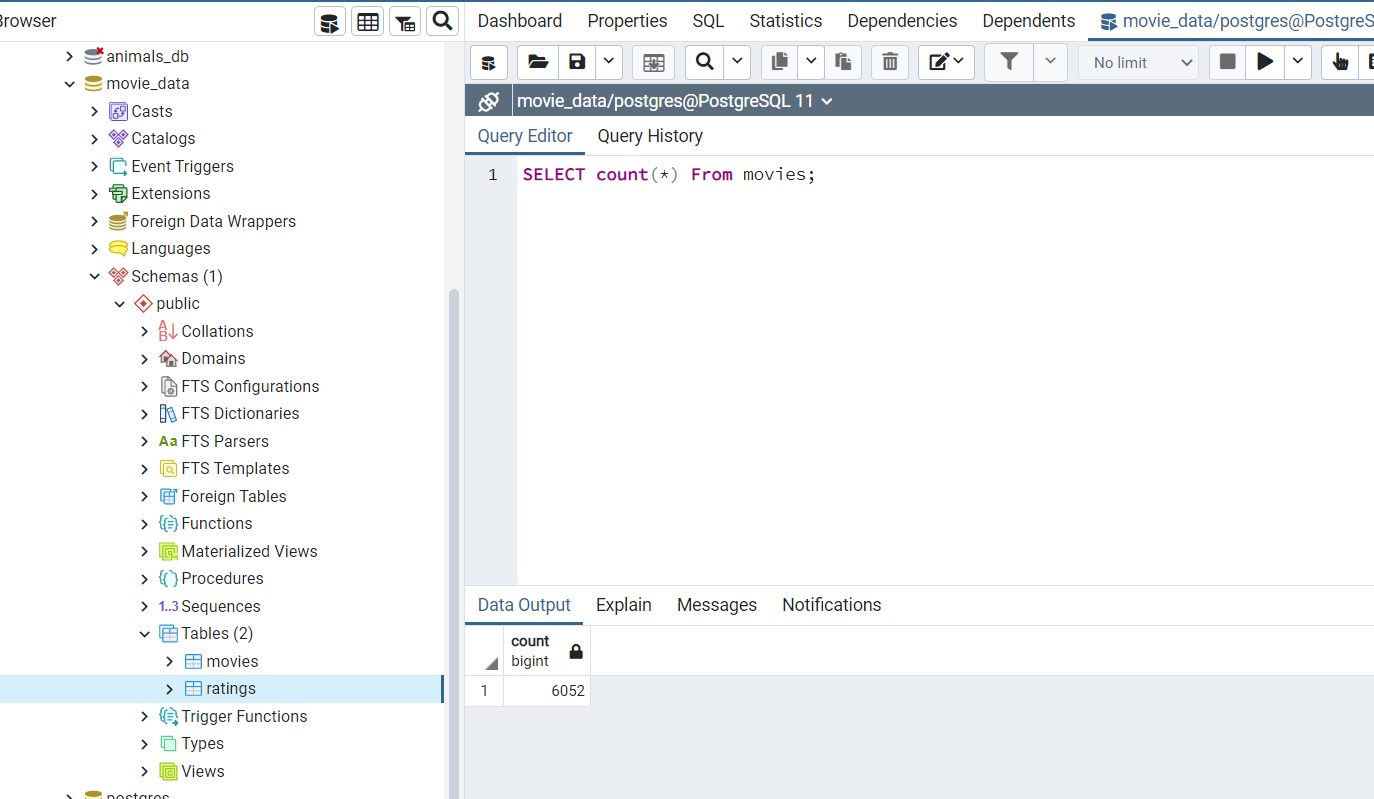 Browser
animals_db
movie_data
Casts
Catalogs
Event Triggers
Extensions
Foreign Data Wrappers
Languages
Schemas (1)
public
Collations
Domains
FTS Configurations
FTS Dictionaries
Aa FTS Parsers
FTS Templates
Foreign Tables
Functions
Materialized Views
Procedures
1..3 Sequences
Tables (2)
movies
ratings
Trigger Functions
Types
Views
postgres
Dashboard Properties SQL Statistics Dependencies Dependents movie_data/postgres@PostgreS
No limit
movie_data/postgres@PostgreSQL 11
Query Editor Query History
1 SELECT count(*) From movies;
Data Output Explain Messages Notifications
count
bigint
1 6052